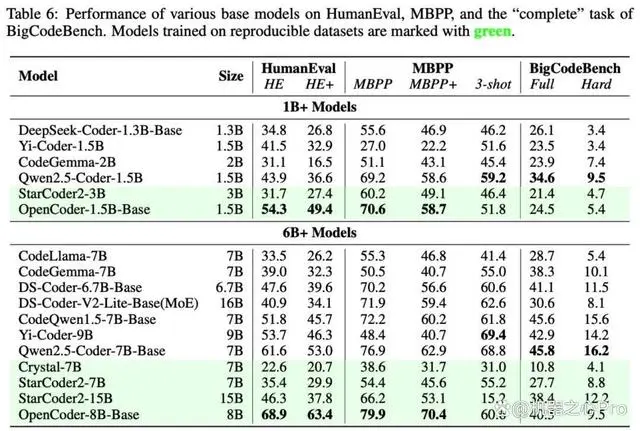 Table 6: Performance of various base models on HumanEval, MBPP, and the “complete” task of
BigCodeBench. Models trained on reproducible datasets are marked with green.
Model Size HumanEval MBPP BigCodeBench
HE HE+ MBPP MBPP+ 3-shot Full Hard
1B+ Models
DeepSeek-Coder-1.3B-Base 1.3B 34.8 26.8 55.6 46.9 46.2 26.1 3.4
Yi-Coder-1.5B 1.5B 41.5 32.9 27.0 22.2 51.6 23.5 3.4
CodeGemma-2B 2B 31.1 16.5 51.1 43.1 45.4 23.9 7.4
Qwen2.5-Coder-1.5B 1.5B 43.9 36.6 69.2 58.6 59.2 34.6 9.5
StarCoder2-3B 3B 31.7 27.4 60.2 49.1 46.4 21.4 4.7
OpenCoder-1.5B-Base 1.5B 54.3 49.4 70.6 58.7 51.8 24.5 5.4
6B+ Models
CodeLlama-7B 7B 33.5 26.2 55.3 46.8 41.4 28.7 5.4
CodeGemma-7B 7B 39.0 32.3 50.5 40.7 55.0 38.3 10.1
DS-Coder-6.7B-Base 6.7B 47.6 39.6 70.2 56.6 60.6 41.1 11.5
DS-Coder-V2-Lite-Base(MoE) 16B 40.9 34.1 71.9 59.4 62.6 30.6 8.1
CodeQwen1.5-7B-Base 7B 51.8 45.7 72.2 60.2 61.8 45.6 15.6
Yi-Coder-9B 9B 53.7 46.3 48.4 40.7 69.4 42.9 14.2
Qwen2.5-Coder-7B-Base 7B 61.6 53.0 76.9 62.9 68.8 45.8 16.2
Crystal-7B 7B 22.6 20.7 38.6 31.7 31.0 10.8 4.1
StarCoder2-7B 7B 35.4 29.9 54.4 45.6 55.2 27.7 8.8
StarCoder2-15B 15B 46.3 37.8 66.2 53.1 15.2 38.4 12.2
OpenCoder-8B-Base 8B 68.9 63.4 79.9 70.4 60.6 40.5 9.5
机器之心Pro